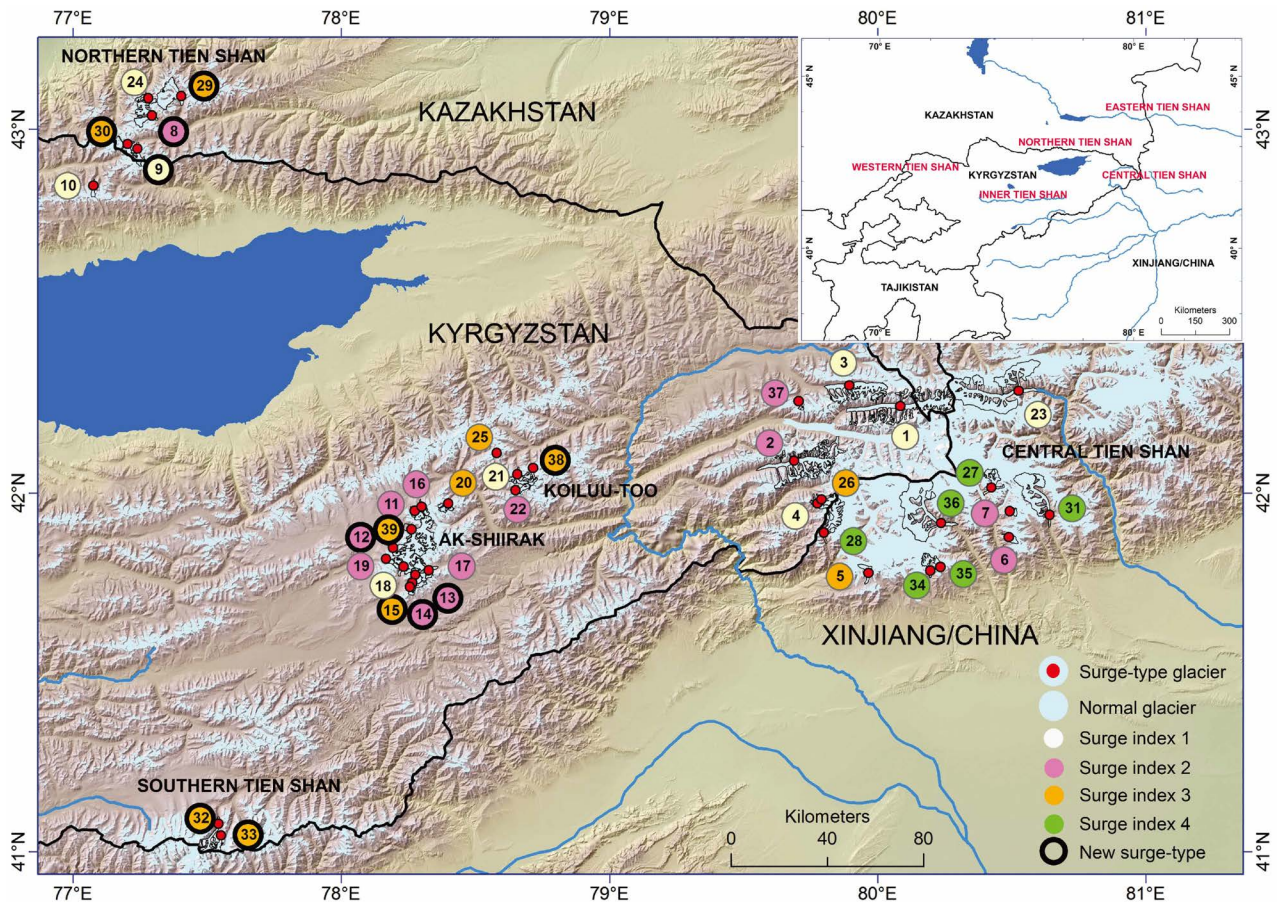 77°E
78°E
79°E
80°E
81°E
NORTHERN TIEN SHAN
24
29
KAZAKHSTAN
43°N
30
8
9
10
70° E
80° E
45° N
45° N
EASTERN TIEN SHAN
KAZAKHSTAN
NORTHERN TIEN SHAN
WESTERN TIEN SHAN
KYRGYZSTAN
CENTRAL TIEN SHAN
INNER TIEN SHAN
40° N
40° N
XINJIANG/CHINA
TAJIKISTAN
Kilometers
0 150 300
70° E
80° E
43°N
KYRGYZSTAN
3
37
23
1
2
CENTRAL TIEN SHAN
25
38
21
KOILUU-TOO
20
22
16
11
42°N
26
27
36
7
31
42°N
4
39
12
AK-SHIIRAK
28
6
19
17
18
5
34
35
13
15
14
XINJIANG/CHINA
Surge-type glacier
Normal glacier
Surge index 1
Surge index 2
Surge index 3
Surge index 4
New surge-type
SOUTHERN TIEN SHAN
32
33
Kilometers
0 40 80
41°N
41°N
77°E
78°E
79°E
80°E
81°E